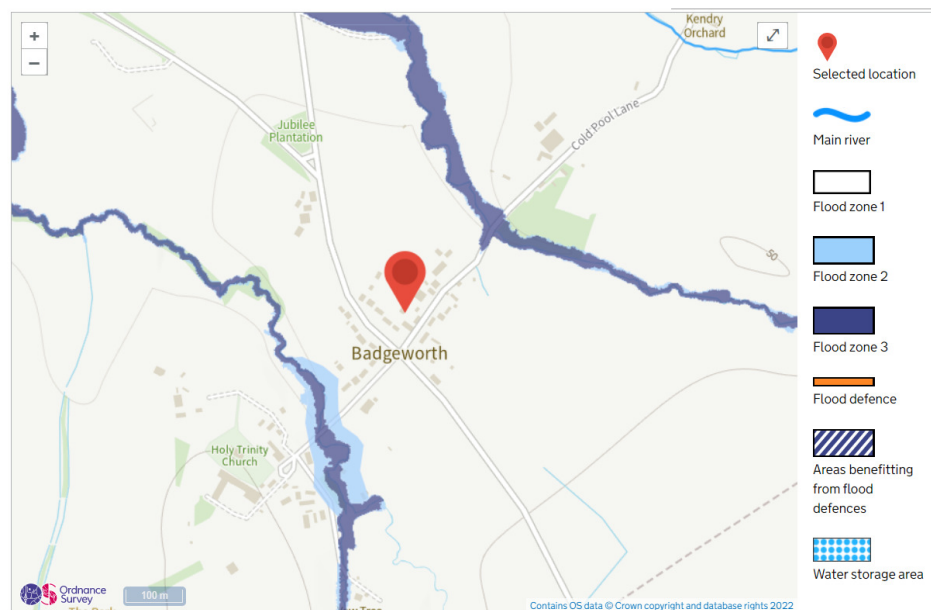 +
−
Kendry
Orchard
Jubilee
Plantation
Cold Pool Lane
50
Badgeworth
Holy Trinity
Church
Ordnance
Survey
100 m
Contains OS data © Crown copyright and database rights 2022
Selected location
Main river
Flood zone 1
Flood zone 2
Flood zone 3
Flood defence
Areas benefitting
from flood
defences
Water storage area